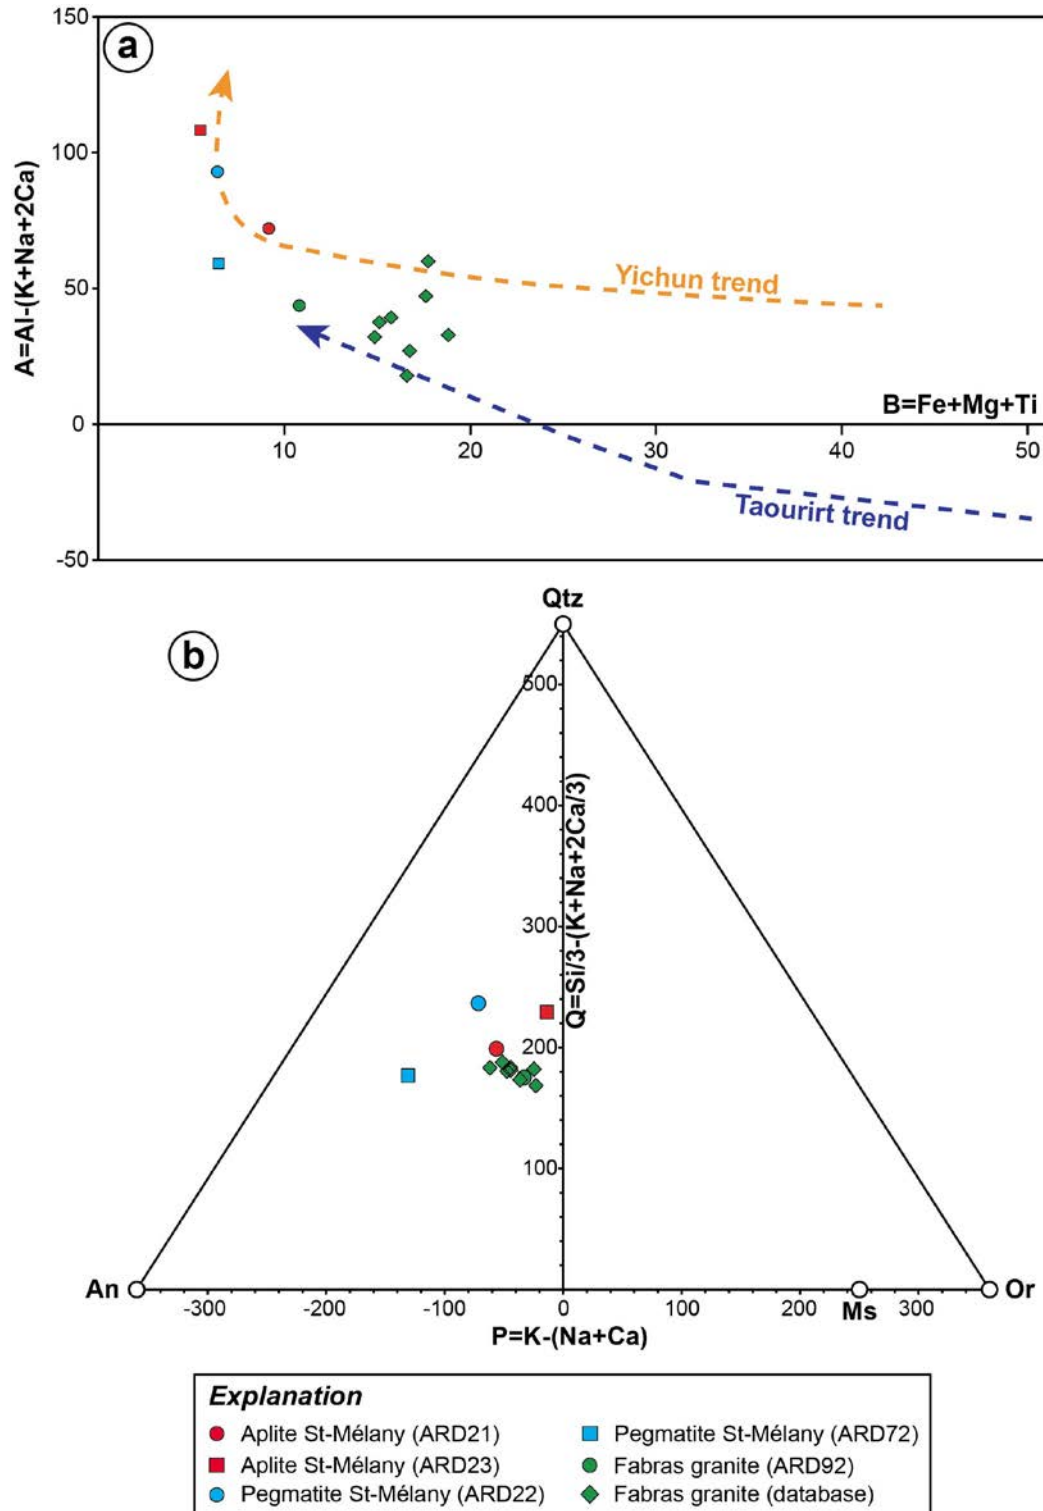 150
a
100
A=Al-(K+Na+2Ca)
Yichun trend
50
B=Fe+Mg+Ti
0
10
20
30
40
50
Taourirt trend
-50
Qtz
b
500
400
Q=Si/3-(K+Na+2Ca/3)
300
200
100
An
Or
-300
-200
-100
0
100
200
300
Ms
P=K-(Na+Ca)
Explanation
Aplite St-Mélany (ARD21)
Pegmatite St-Mélany (ARD72)
Aplite St-Mélany (ARD23)
Fabras granite (ARD92)
Pegmatite St-Mélany (ARD22)
Fabras granite (database)